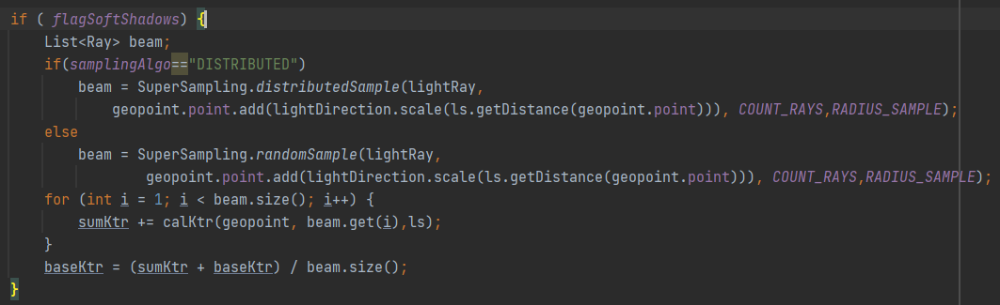 if ( flagSoftShadows) {
    List<Ray> beam;
    if(samplingAlgo=="DISTRIBUTED")
        beam = SuperSampling.distributedSample(lightRay,
            geopoint.point.add(lightDirection.scale(ls.getDistance(geopoint.point))), COUNT_RAYS,RADIUS_SAMPLE);
    else
        beam = SuperSampling.randomSample(lightRay,
                geopoint.point.add(lightDirection.scale(ls.getDistance(geopoint.point))), COUNT_RAYS,RADIUS_SAMPLE);
    for (int i = 1; i < beam.size(); i++) {
        sumKtr += calKtr(geopoint, beam.get(i),ls);
    }
    baseKtr = (sumKtr + baseKtr) / beam.size();
}